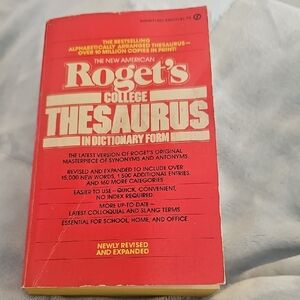 THE BESTSELLING
ALPHABETICALLY ARRANGED THESAURUS—
OVER 10 MILLION COPIES IN PRINT!
THE NEW AMERICAN
Roget's
COLLEGE
THESAURUS
IN DICTIONARY FORM
THE LATEST VERSION OF ROGET'S ORIGINAL
MASTERPIECE OF SYNONYMS AND ANTONYMS.
REVISED AND EXPANDED TO INCLUDE OVER
15,000 NEW WORDS, 1,500 ADDITIONAL ENTRIES
AND 160 MORE CATEGORIES
EASIER TO USE—QUICK, CONVENIENT,
NO INDEX REQUIRED.
MORE UP-TO-DATE—
LATEST COLLOQUIAL AND SLANG TERMS
ESSENTIAL FOR SCHOOL, HOME, AND OFFICE.
NEWLY REVISED
AND EXPANDED